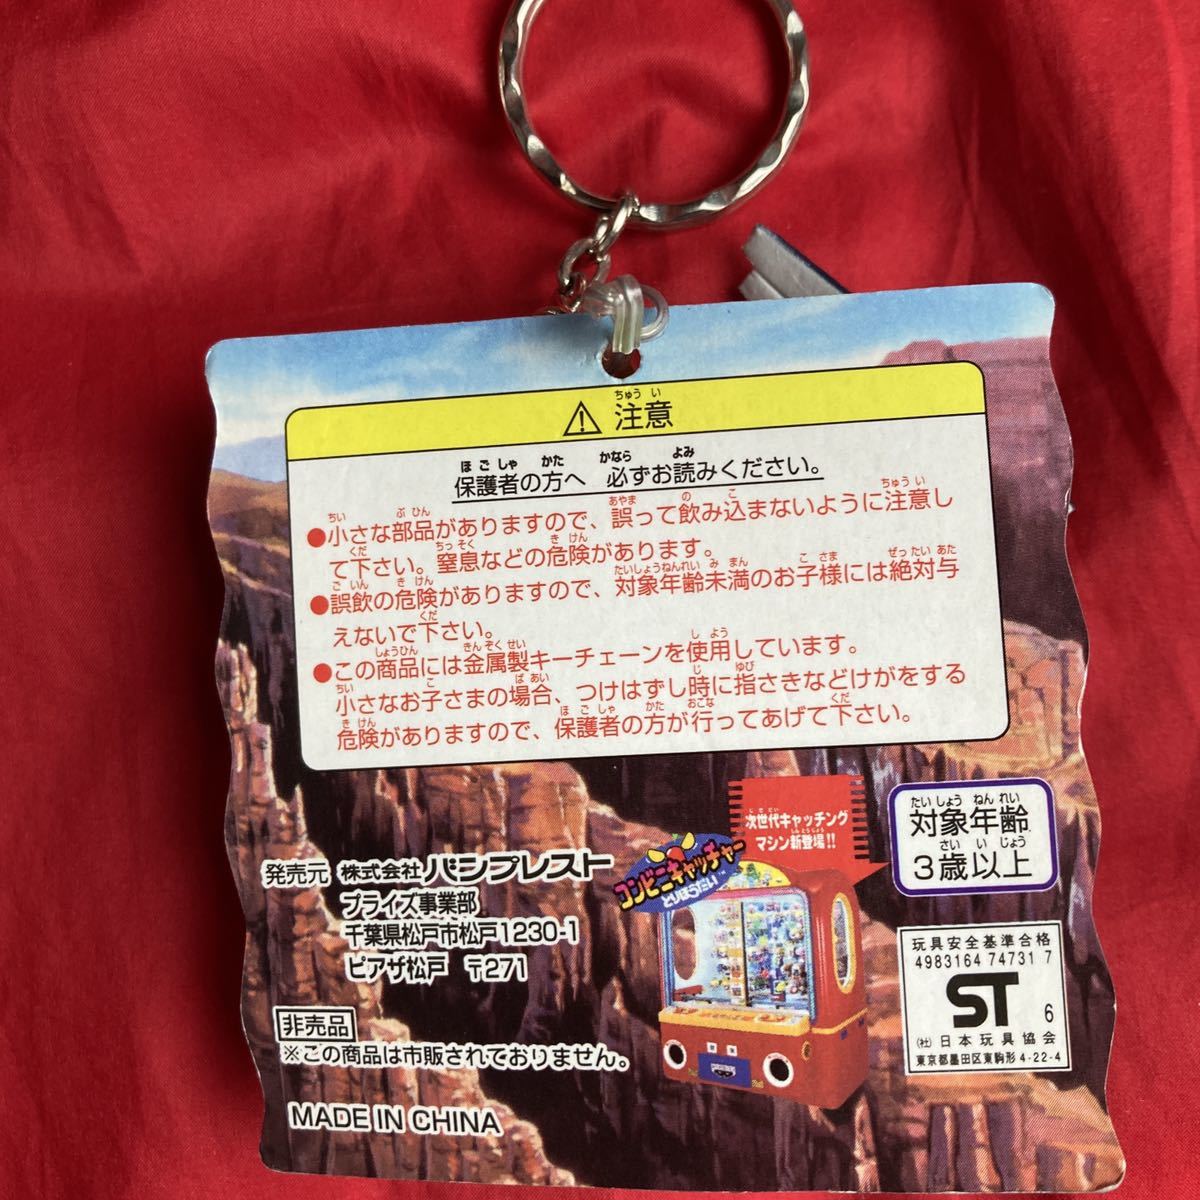 ⚠ 注意
保護者の方へ 必ずお読みください。
●小さな部品がありますので、誤って飲み込まないように注意し
て下さい。窒息などの危険があります。
●誤飲の危険がありますので、対象年齢未満のお子様には絶対与
えないで下さい。
●この商品には金属製キーチェーンを使用しています。
小さなお子さまの場合、つけはずし時に指さきなどけがをする
危険がありますので、保護者の方が行ってあげて下さい。
次世代キャッチング
マシン新登場!!
コンビニキャッチャー
とりほうだい™
対象年齢
3歳以上
発売元 株式会社 バンプレスト
プライズ事業部
千葉県松戸市松戸1230-1
ピアザ松戸 〒271
非売品
※この商品は市販されておりません。
MADE IN CHINA
玩具安全基準合格
4983164 74731 7
ST 6
(社)日本玩具協会
東京都墨田区東駒形 4-22-4